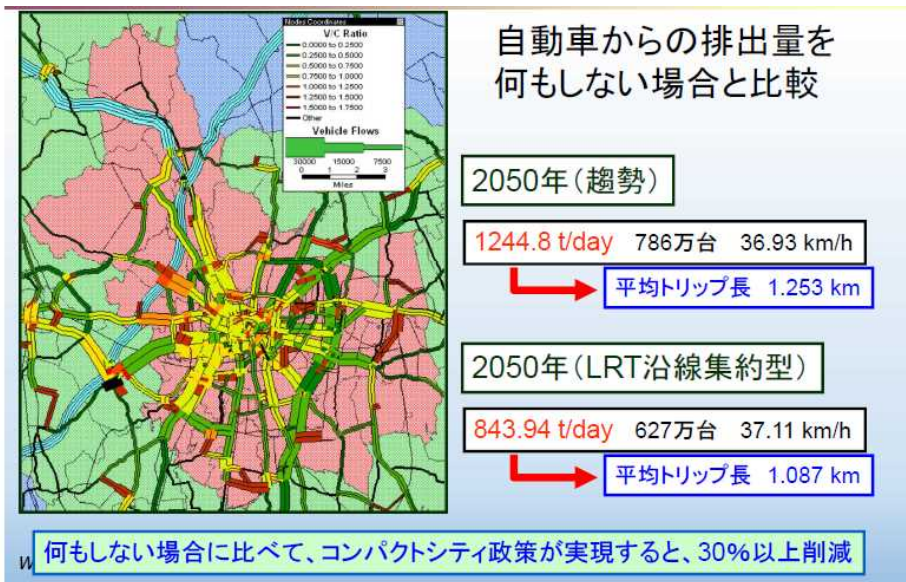 自動車からの排出量を
何もしない場合と比較
Nodes Coordinates
V/C Ratio
0.0000 to 0.2500
0.2500 to 0.5000
0.5000 to 0.7500
0.7500 to 1.0000
1.0000 to 1.2500
1.2500 to 1.5000
1.5000 to 1.7500
Other
Vehicle Flows
30000 15000 7500
0 1 2 3
Miles
2050年(趨勢)
1244.8 t/day 786万台 36.93 km/h
平均トリップ長 1.253 km
2050年(LRT沿線集約型)
843.94 t/day 627万台 37.11 km/h
平均トリップ長 1.087 km
何もしない場合に比べて、コンパクトシティ政策が実現すると、30%以上削減